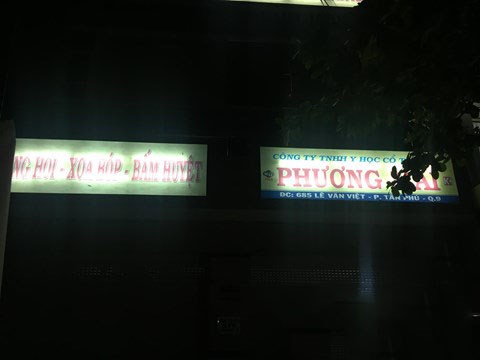 NG HOI - XOA BÓP - BẤM HUYỆT
CÔNG TY TNHH Y HỌC CỔ
PHƯƠNG
ĐC: 685 LÊ VĂN VIỆT - P. TÂN PHÚ - Q.9